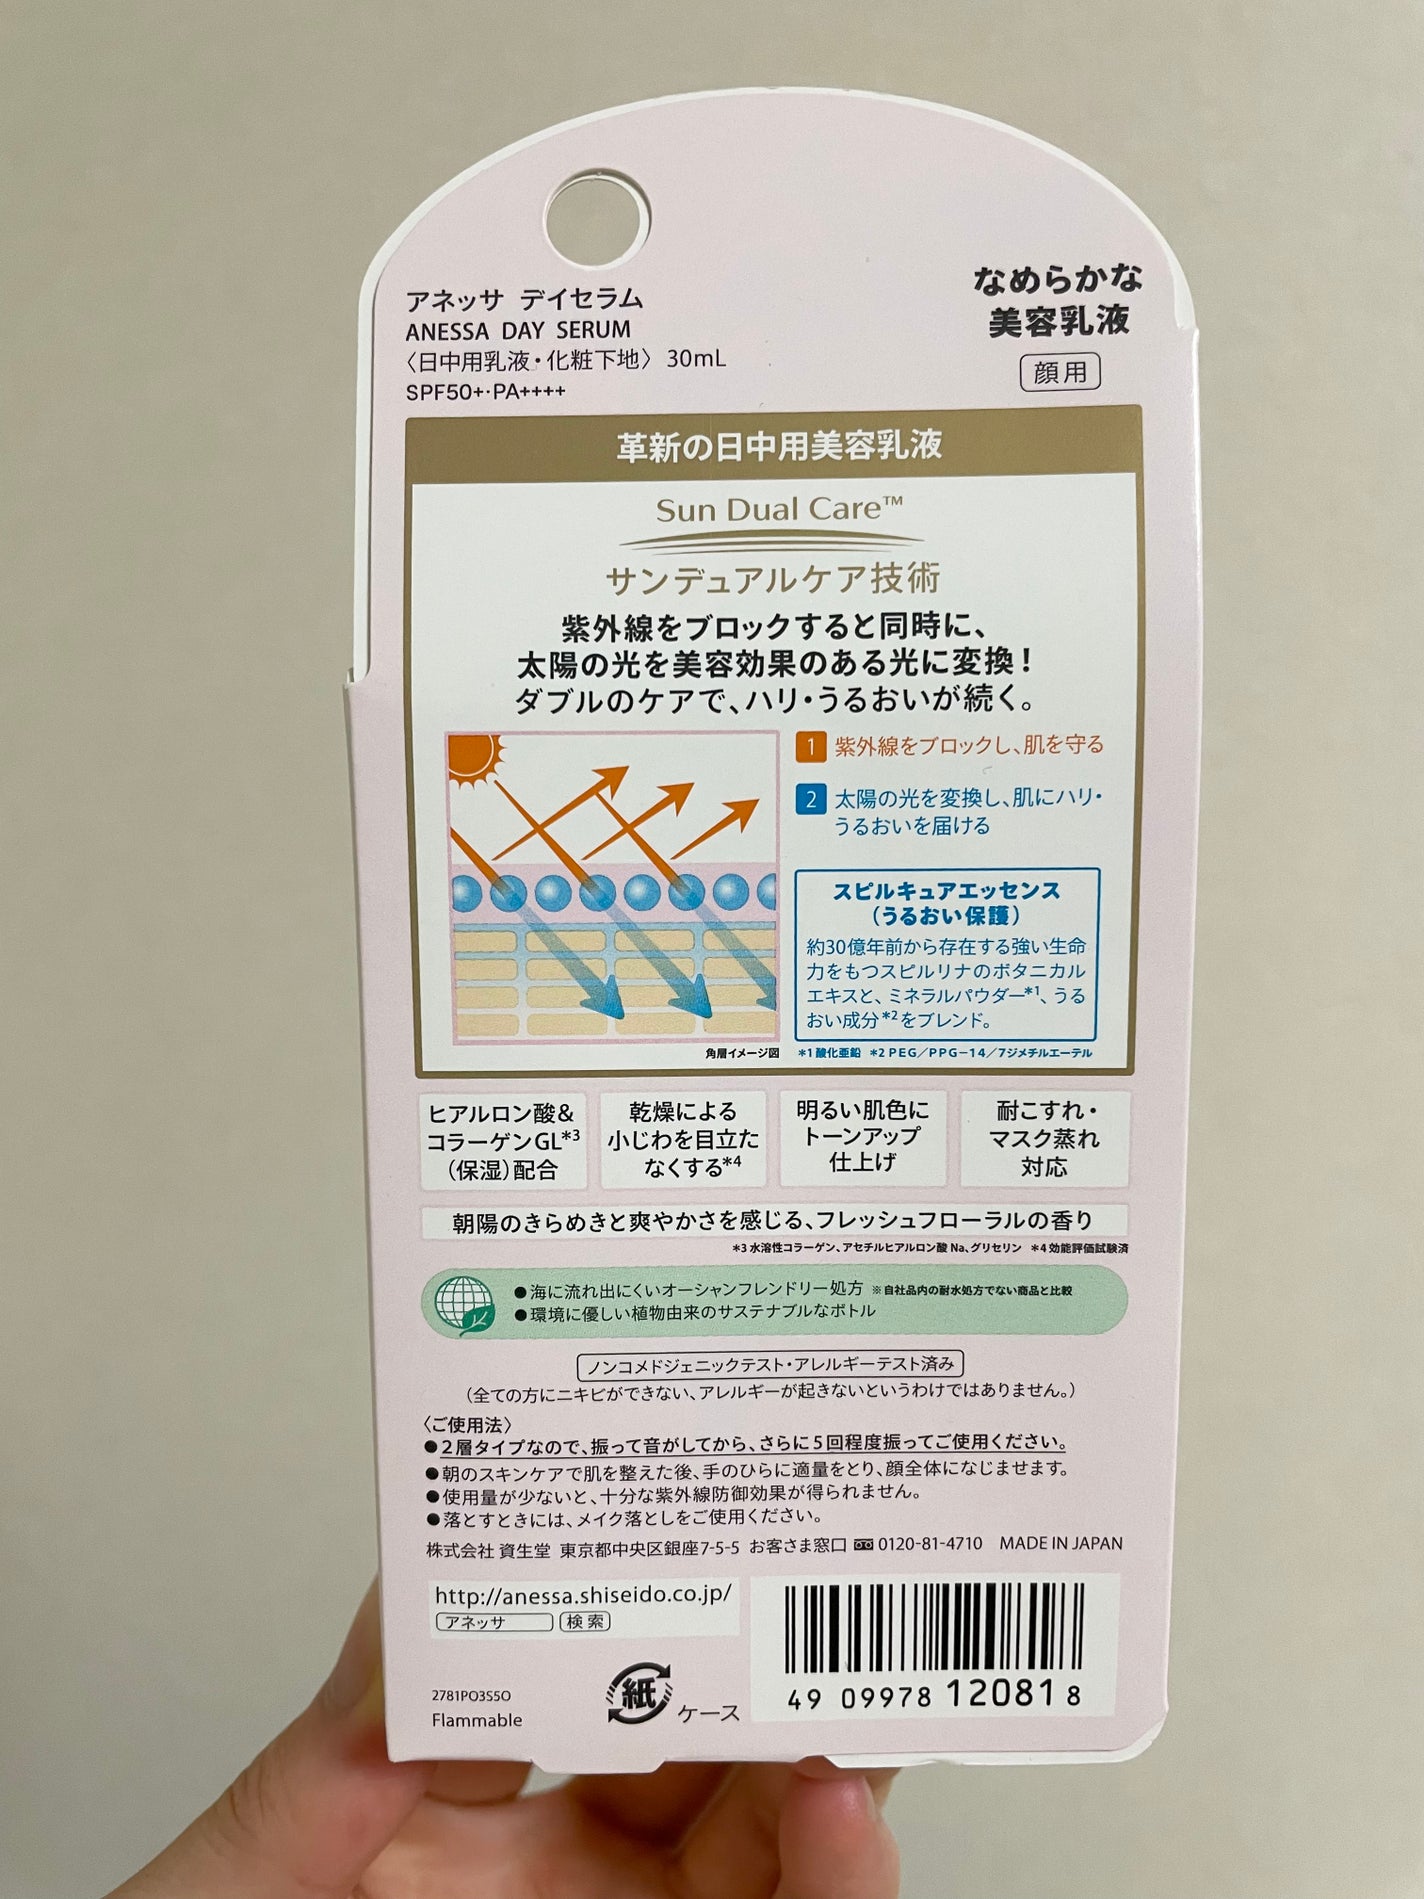 アネッサ デイセラム
ANESSA DAY SERUM
〈日中用乳液・化粧下地〉 30mL
SPF50+・PA++++
なめらかな
美容乳液
顔用
革新の日中用美容乳液
Sun Dual Care™
サンデュアルケア技術
紫外線をブロックすると同時に、
太陽の光を美容効果のある光に変換！
ダブルのケアで、ハリ・うるおいが続く。
1 紫外線をブロックし、肌を守る
2 太陽の光を変換し、肌にハリ・
うるおいを届ける
スピルキュアエッセンス
（うるおい保護）
約30億年前から存在する強い生命
力をもつスピルリナのボタニカル
エキスと、ミネラルパウダー*1、うる
おい成分*2をブレンド。
角層イメージ図
*1 酸化亜鉛 *2 PEG／PPG－14／7ジメチルエーテル
ヒアルロン酸＆
コラーゲンGL*3
（保湿）配合
乾燥による
小じわを目立た
なくする*4
明るい肌色に
トーンアップ
仕上げ
耐こすれ・
マスク蒸れ
対応
朝陽のきらめきと爽やかさを感じる、フレッシュフローラルの香り
*3 水溶性コラーゲン、アセチルヒアルロン酸 Na、グリセリン *4 効能評価試験済
●海に流れ出にくいオーシャンフレンドリー処方 ※自社品内の耐水処方でない商品と比較
●環境に優しい植物由来のサステナブルなボトル
ノンコメドジェニックテスト・アレルギーテスト済み
（全ての方にニキビができない、アレルギーが起きないというわけではありません。）
〈ご使用法〉
●2層タイプなので、振って音がしてから、さらに5回程度振ってご使用ください。
●朝のスキンケアで肌を整えた後、手のひらに適量をとり、顔全体になじませます。
●使用量が少ないと、十分な紫外線防御効果が得られません。
●落とすときには、メイク落としをご使用ください。
株式会社 資生堂 東京都中央区銀座7-5-5 お客さま窓口 0120-81-4710 MADE IN JAPAN
http://anessa.shiseido.co.jp/
アネッサ 検索
2781PO3S5O
Flammable
紙 ケース
49 09978 120818